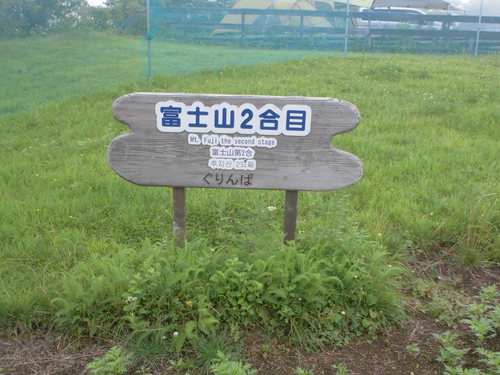 富士山2合目
Mt. Fuji the second stage
富士山第2合
후지산 2합째
ぐりんぱ